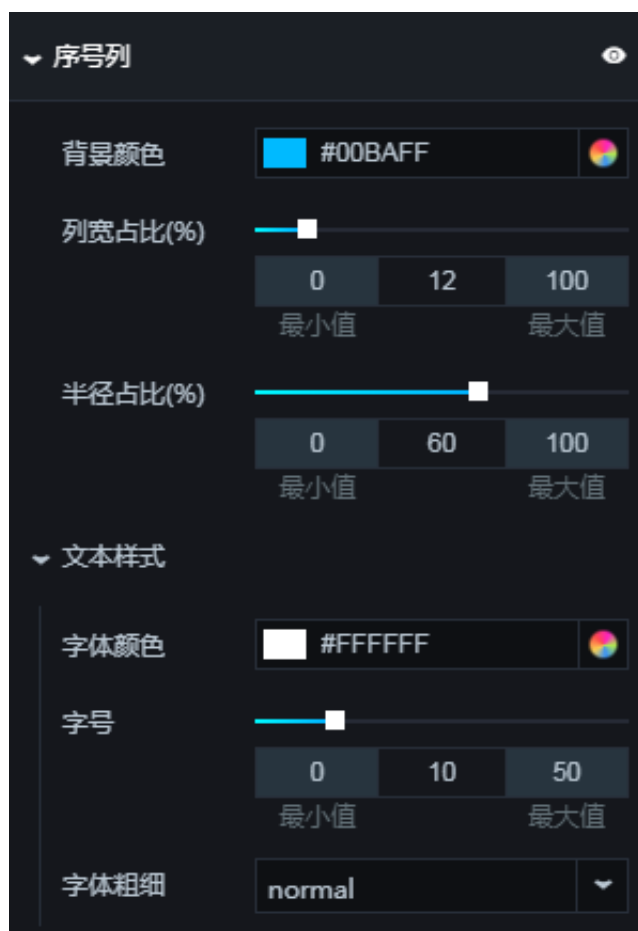 序号列
背景颜色 #00BAFF
列宽占比(%)
0 12 100
最小值 最大值
半径占比(%)
0 60 100
最小值 最大值
文本样式
字体颜色 #FFFFFF
字号
0 10 50
最小值 最大值
字体粗细 normal